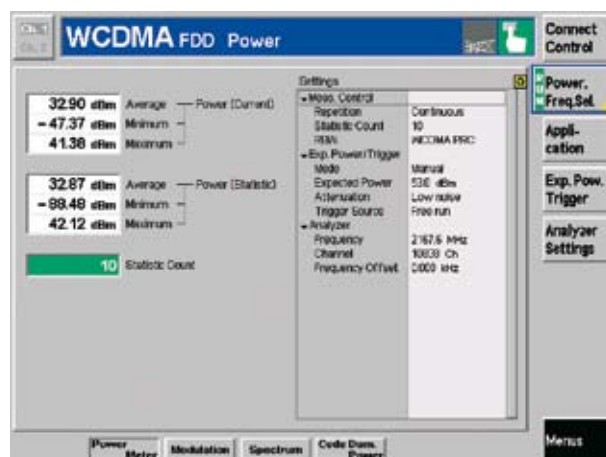 WCDMA FDD Power
Connect Control
32.90 dBm Average — Power (Current)
- 47.37 dBm Minimum
41.38 dBm Maximum
32.87 dBm Average — Power (Statistic)
- 88.48 dBm Minimum
42.12 dBm Maximum
10 Statistic Count
Settings
Meas. Control
Repetition Continuous
Statistic Count 10
RBW WCDMA RRC
Exp. Power/Trigger
Mode Manual
Expected Power dBm
Attenuation Low noise
Trigger Source Free run
Analyzer
Frequency 2167.6 MHz
Channel 10838 Ch
Frequency Offset 0.000 kHz
Power, Freq.Sel.
Appli-cation
Exp. Pow. Trigger
Analyzer Settings
Menus
Power Meter
Modulation
Spectrum
Code Dom. Power